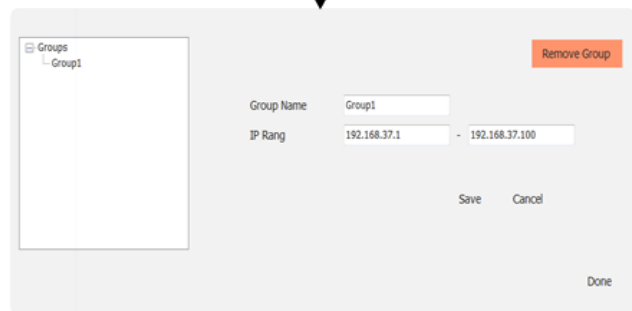 Groups
Group1
Remove Group
Group Name Group1
IP Rang 192.168.37.1 - 192.168.37.100
Save Cancel
Done